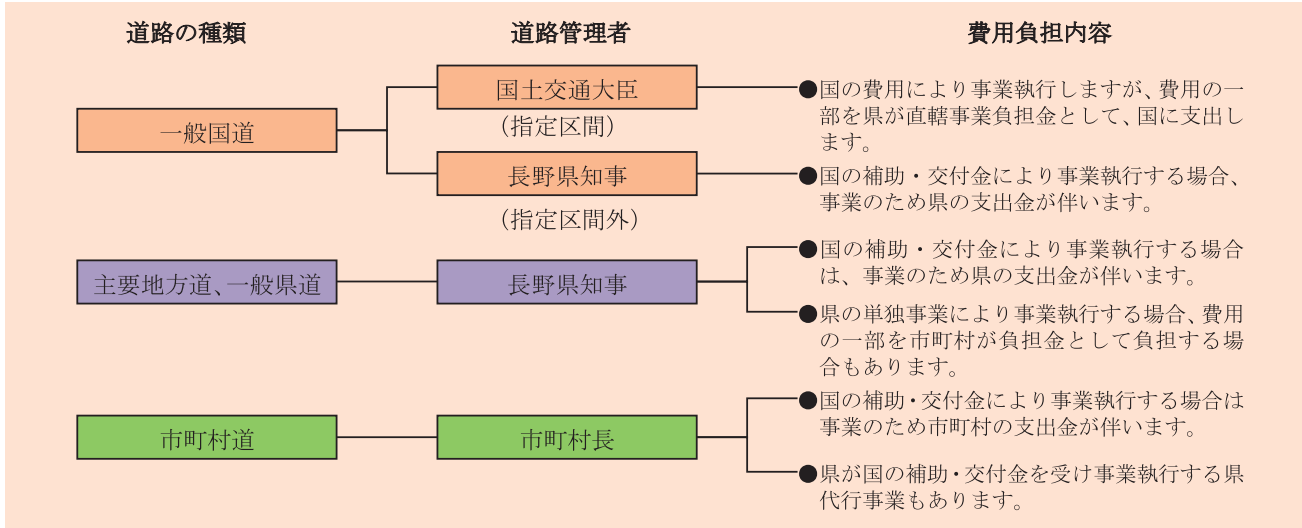 道路の種類
道路管理者
費用負担内容
一般国道
国土交通大臣
（指定区間）
●国の費用により事業執行しますが、費用の一
部を県が直轄事業負担金として、国に支出し
ます。
長野県知事
（指定区間外）
●国の補助・交付金により事業執行する場合、
事業のため県の支出金が伴います。
主要地方道、一般県道
長野県知事
●国の補助・交付金により事業執行する場合
は、事業のため県の支出金が伴います。
●県の単独事業により事業執行する場合、費用
の一部を市町村が負担金として負担する場
合もあります。
市町村道
市町村長
●国の補助・交付金により事業執行する場合は
事業のため市町村の支出金が伴います。
●県が国の補助・交付金を受け事業執行する県
代行事業もあります。